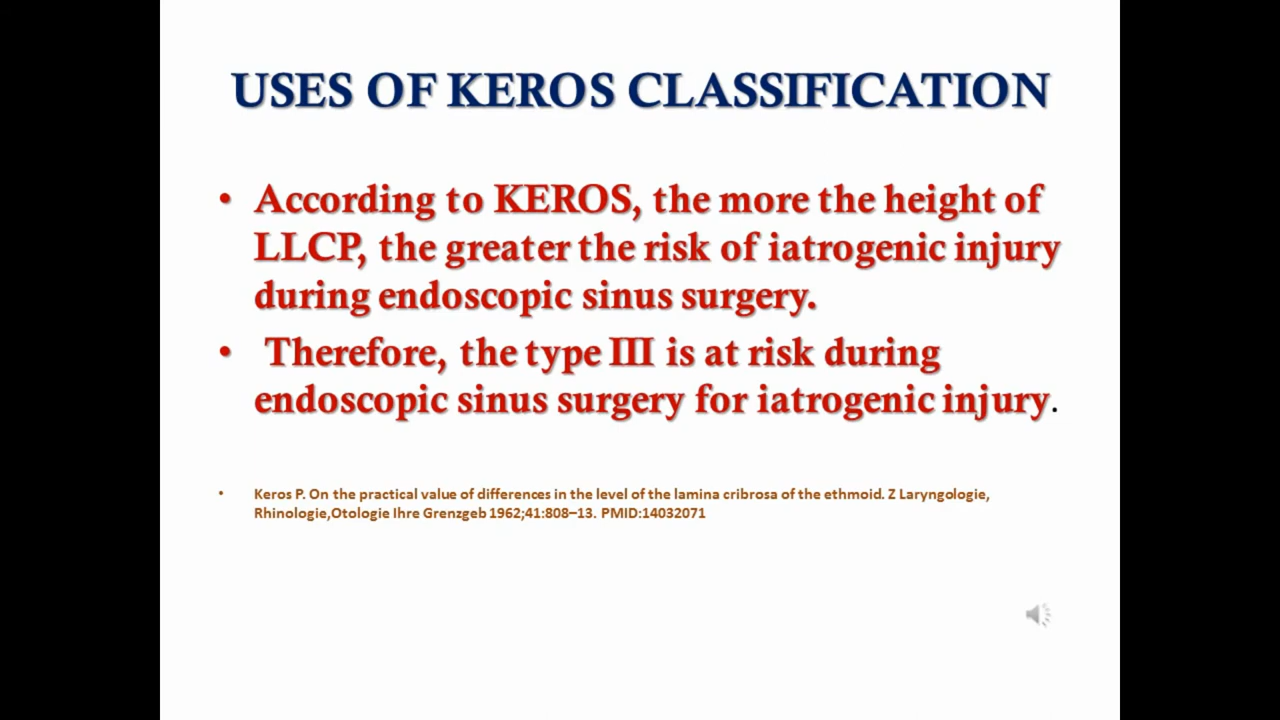 USES OF KEROS CLASSIFICATION
• According to KEROS, the more the height of
LLCP, the greater the risk of iatrogenic injury
during endoscopic sinus surgery.
• Therefore, the type III is at risk during
endoscopic sinus surgery for iatrogenic injury.
• Keros P. On the practical value of differences in the level of the lamina cribrosa of the ethmoid. Z Laryngologie,
Rhinologie,Otologie Ihre Grenzgeb 1962;41:808–13. PMID:14032071